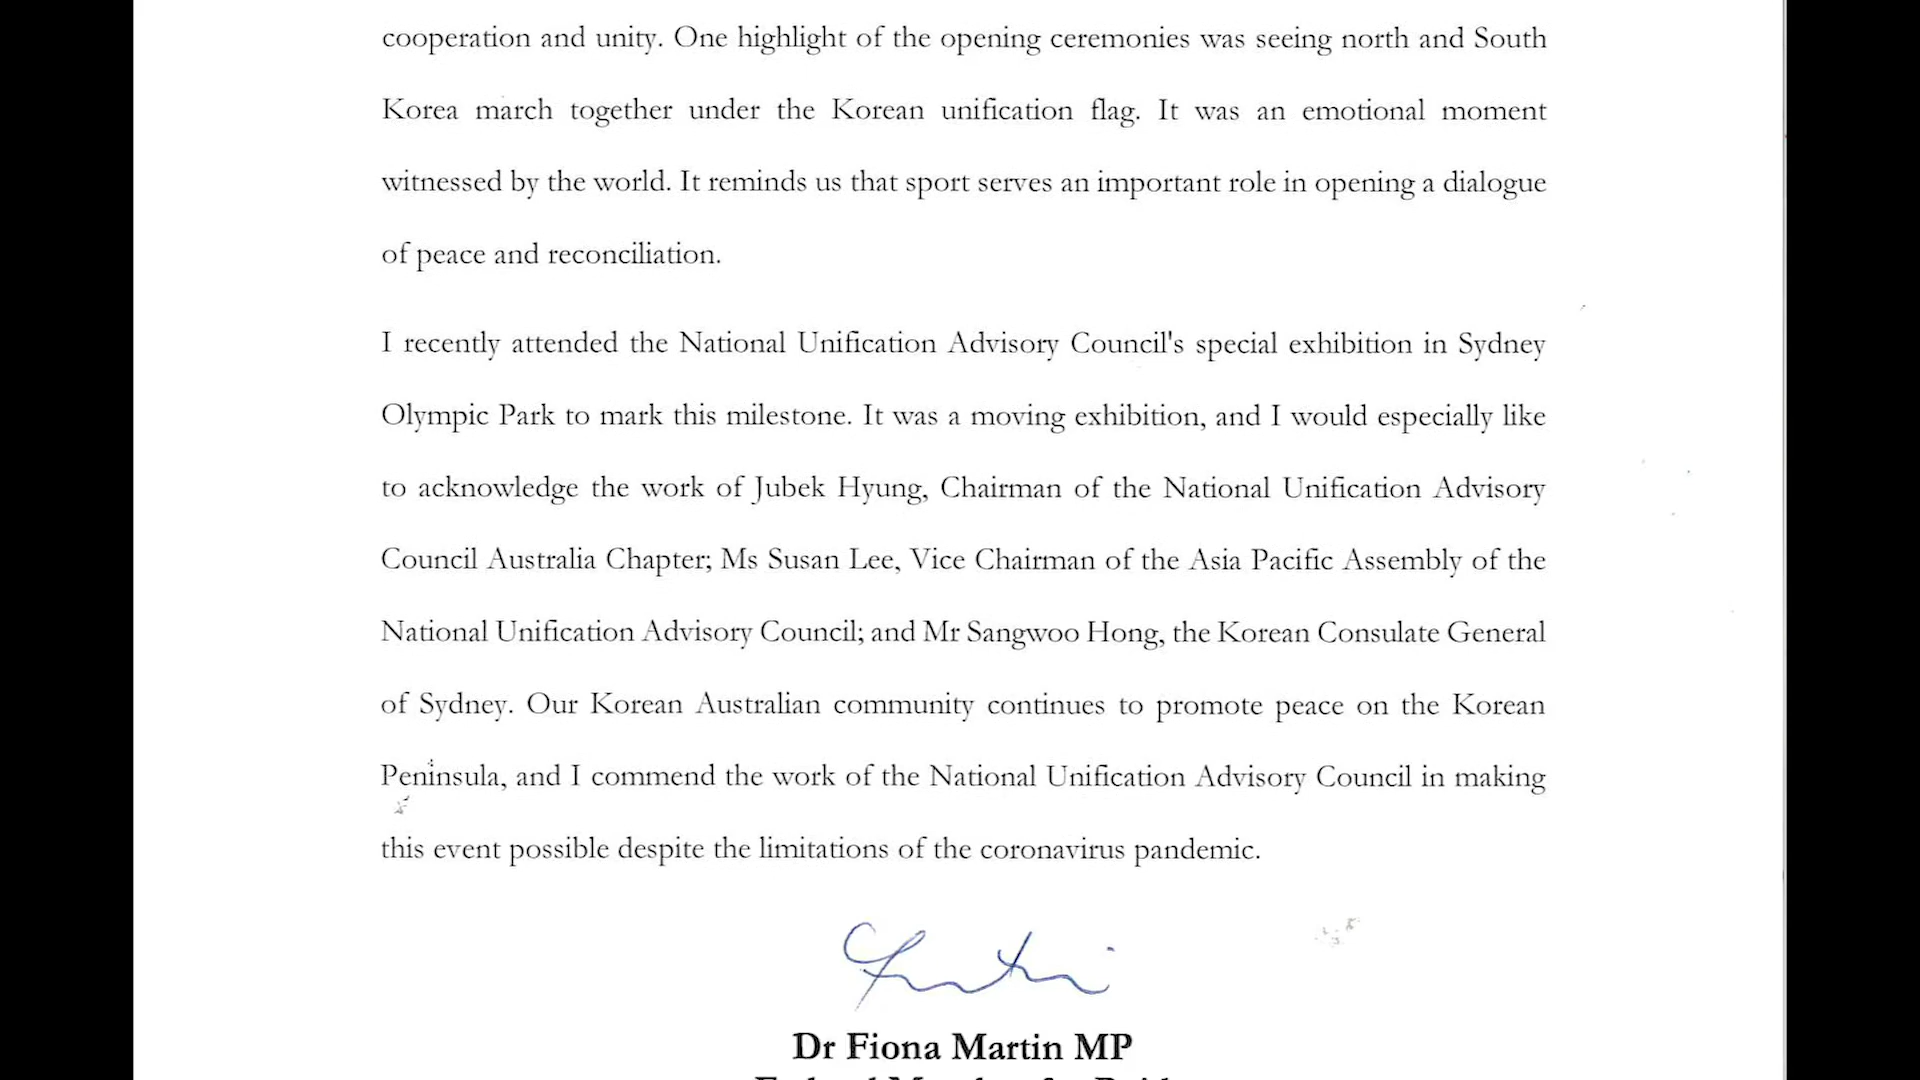 cooperation and unity. One highlight of the opening ceremonies was seeing north and South
Korea march together under the Korean unification flag. It was an emotional moment
witnessed by the world. It reminds us that sport serves an important role in opening a dialogue
of peace and reconciliation.
I recently attended the National Unification Advisory Council's special exhibition in Sydney
Olympic Park to mark this milestone. It was a moving exhibition, and I would especially like
to acknowledge the work of Jubek Hyung, Chairman of the National Unification Advisory
Council Australia Chapter; Ms Susan Lee, Vice Chairman of the Asia Pacific Assembly of the
National Unification Advisory Council; and Mr Sangwoo Hong, the Korean Consulate General
of Sydney. Our Korean Australian community continues to promote peace on the Korean
Peninsula, and I commend the work of the National Unification Advisory Council in making
this event possible despite the limitations of the coronavirus pandemic.
Dr Fiona Martin MP